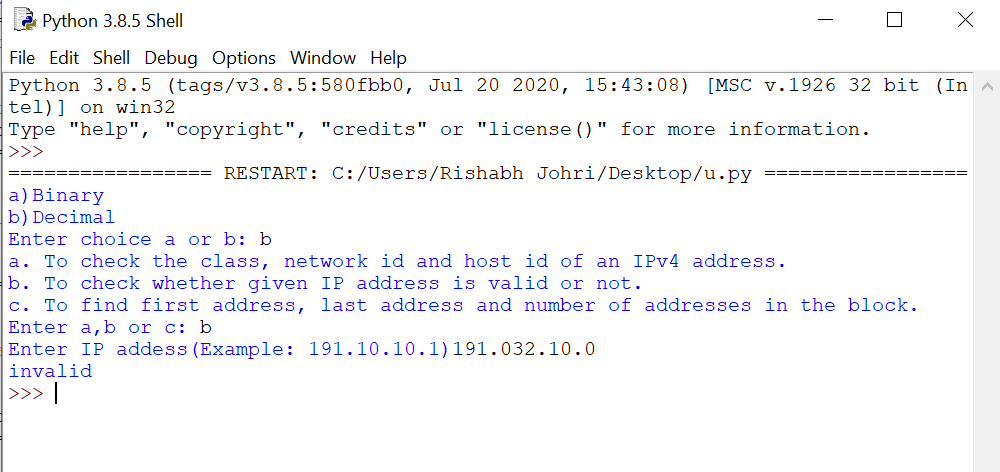 Python 3.8.5 Shell
File Edit Shell Debug Options Window Help
Python 3.8.5 (tags/v3.8.5:580fbb0, Jul 20 2020, 15:43:08) [MSC v.1926 32 bit (In
tel)] on win32
Type "help", "copyright", "credits" or "license()" for more information.
>>>
================= RESTART: C:/Users/Rishabh Johri/Desktop/u.py =================
a)Binary
b)Decimal
Enter choice a or b: b
a. To check the class, network id and host id of an IPv4 address.
b. To check whether given IP address is valid or not.
c. To find first address, last address and number of addresses in the block.
Enter a,b or c: b
Enter IP addess(Example: 191.10.10.1)191.032.10.0
invalid
>>>